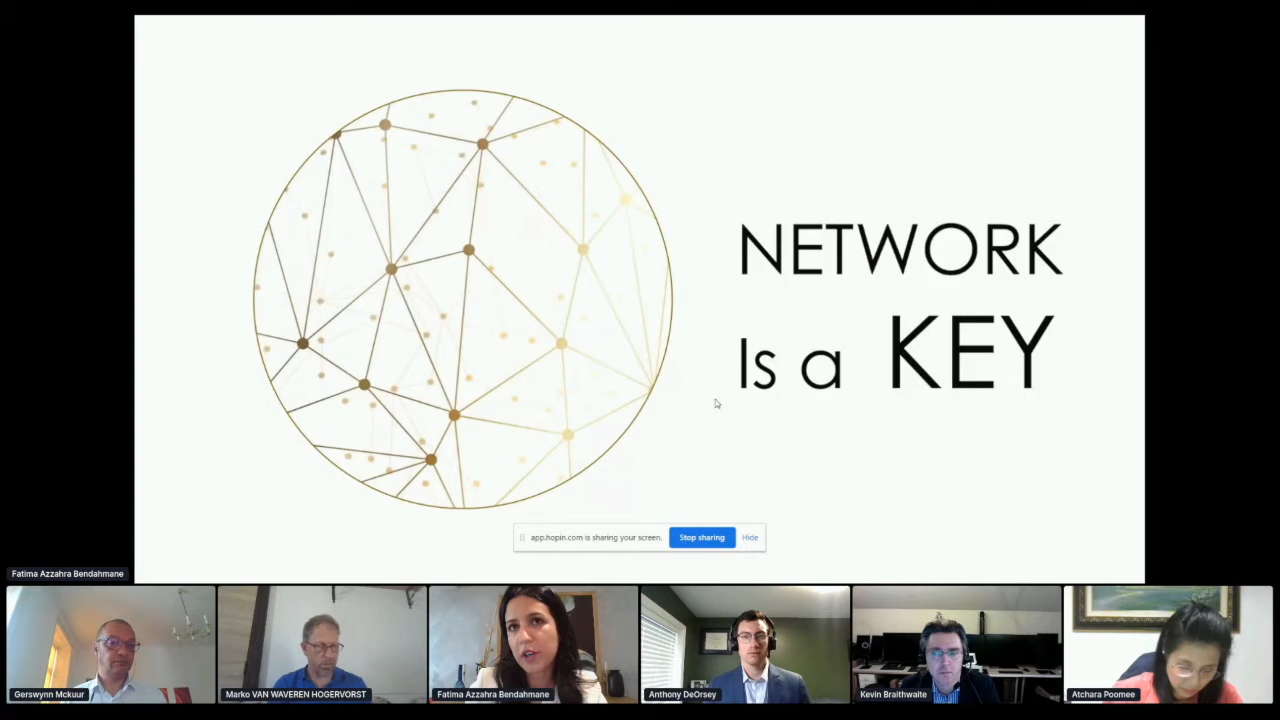 NETWORK
Is a KEY
app.hopin.com is sharing your screen.
Stop sharing
Hide
Fatima Azzahra Bendahmane
Gerswynn Mckuur
Marko VAN WAVEREN HOGERVORST
Fatima Azzahra Bendahmane
Anthony DeOrsey
Kevin Braithwaite
Atchara Poomee